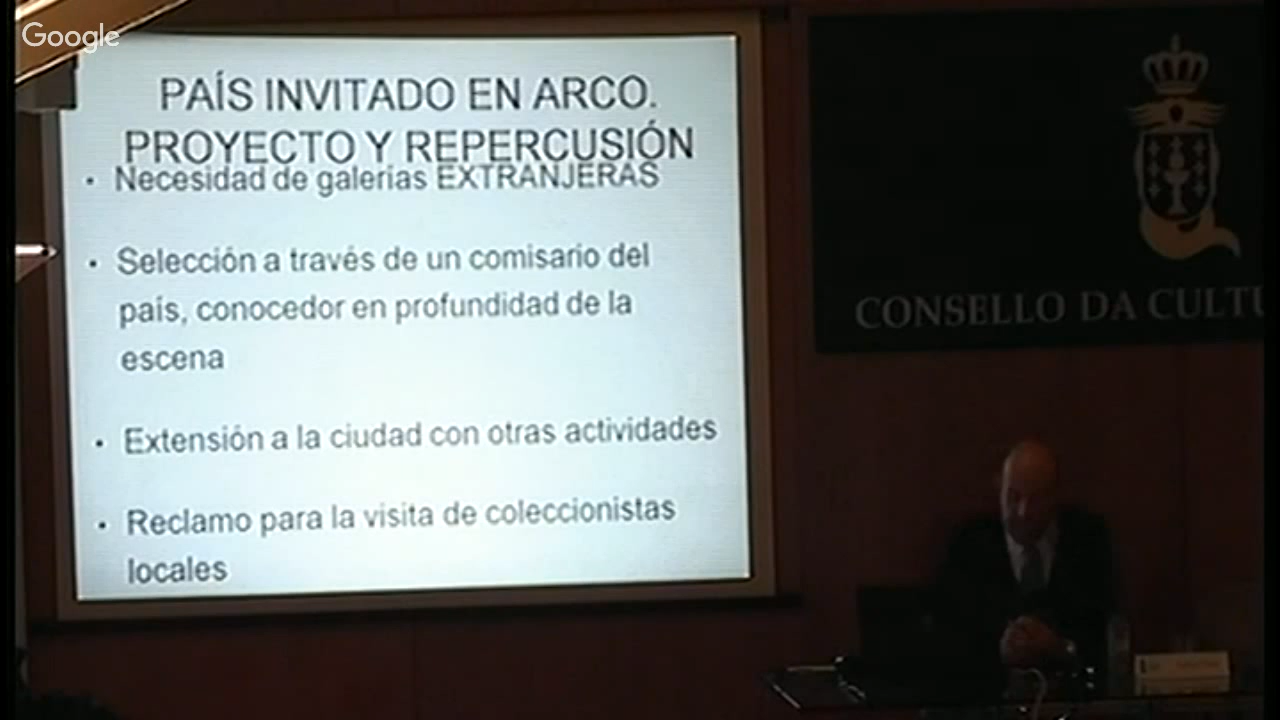 Google
PAÍS INVITADO EN ARCO.
PROYECTO Y REPERCUSIÓN
• Necesidad de galerias EXTRANJERAS
• Selección a través de un comisario del
país, conocedor en profundidad de la
escena
• Extensión a la ciudad con otras actividades
• Reclamo para la visita de coleccionistas
locales
CONSELLO DA CULTU